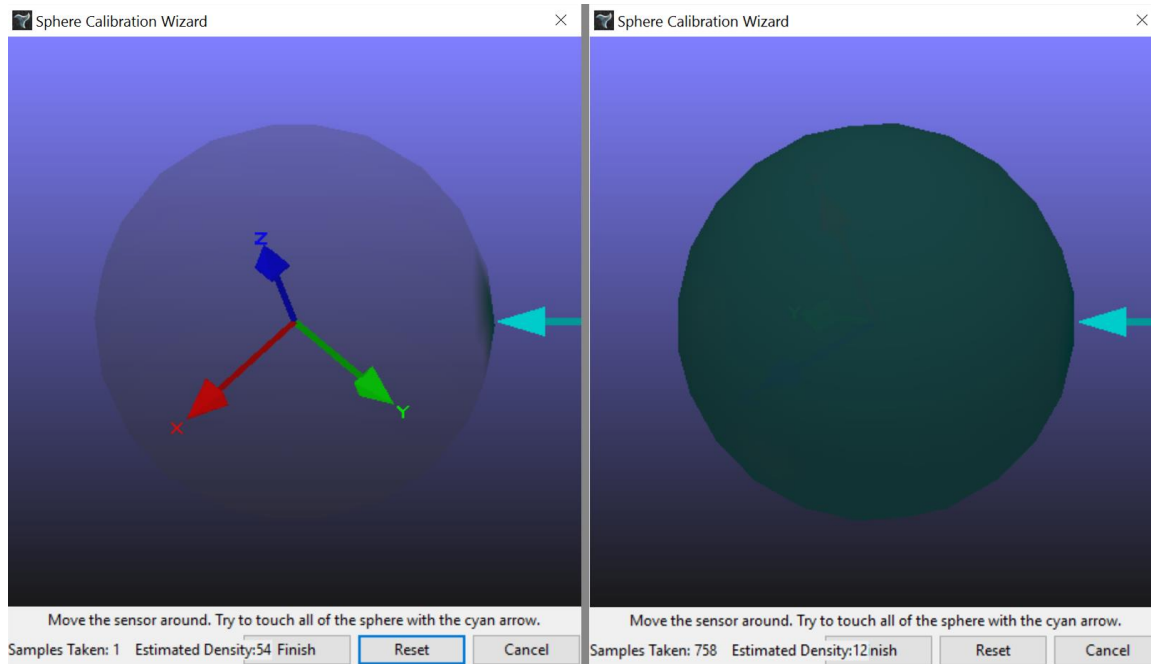 Sphere Calibration Wizard
Z
X
Y
Move the sensor around. Try to touch all of the sphere with the cyan arrow.
Samples Taken: 1 Estimated Density:54 Finish Reset Cancel
Sphere Calibration Wizard
Y
Move the sensor around. Try to touch all of the sphere with the cyan arrow.
Samples Taken: 758 Estimated Density:12 nish Reset Cancel